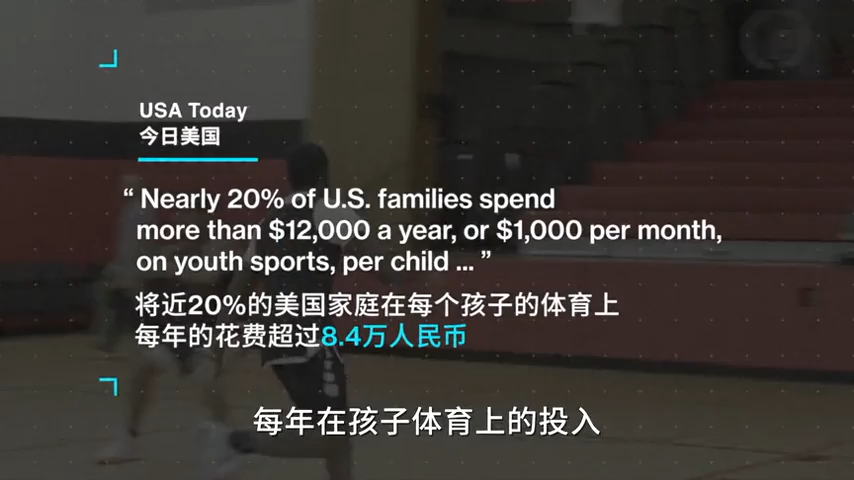 USA Today
今日美国
“ Nearly 20% of U.S. families spend
more than $12,000 a year, or $1,000 per month,
on youth sports, per child ... ”
将近20%的美国家庭在每个孩子的体育上
每年的花费超过8.4万人民币
每年在孩子体育上的投入